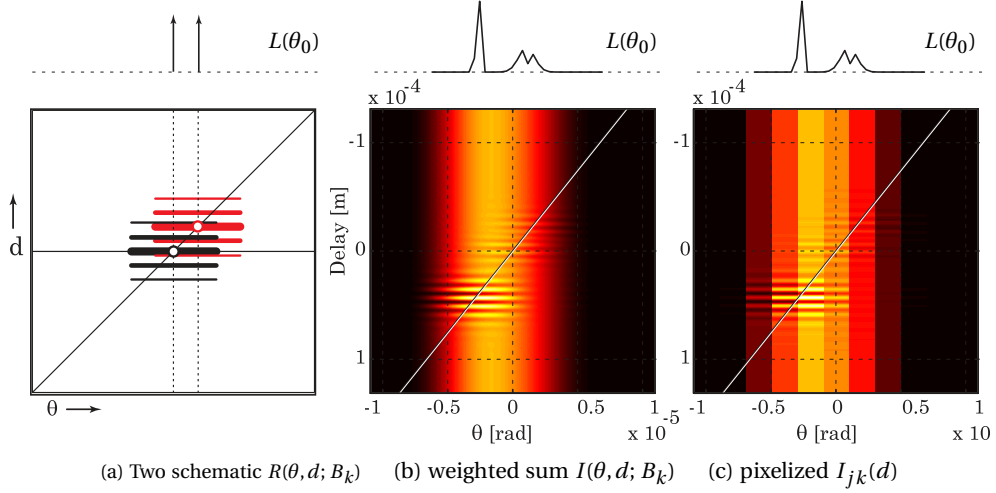 L(θ₀)
L(θ₀)
L(θ₀)
x 10⁻⁴
x 10⁻⁴
d
θ
Delay [m]
-1
0
1
-1
0
1
-1 -0.5 0 0.5 1
x 10⁻⁵
θ [rad]
-1 -0.5 0 0.5 1
x 10
θ [rad]
(a) Two schematic R(θ,d; Bₖ)
(b) weighted sum I(θ,d; Bₖ)
(c) pixelized Iⱼₖ(d)